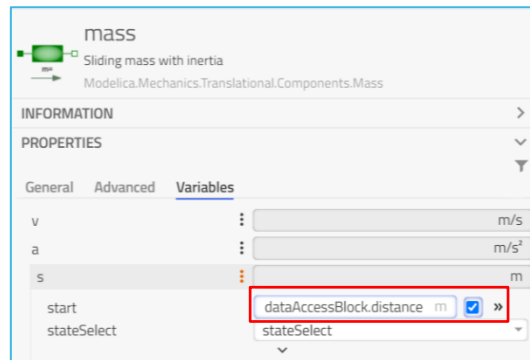 mass
Sliding mass with inertia
Modelica.Mechanics.Translational.Components.Mass
INFORMATION
PROPERTIES
General Advanced Variables
v m/s
a m/s²
s m
start dataAccessBlock.distance m
stateSelect stateSelect